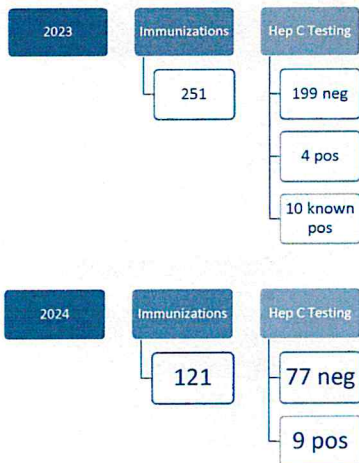 2023
Immunizations
Hep C Testing
251
199 neg
4 pos
10 known
pos
2024
Immunizations
Hep C Testing
121
77 neg
9 pos